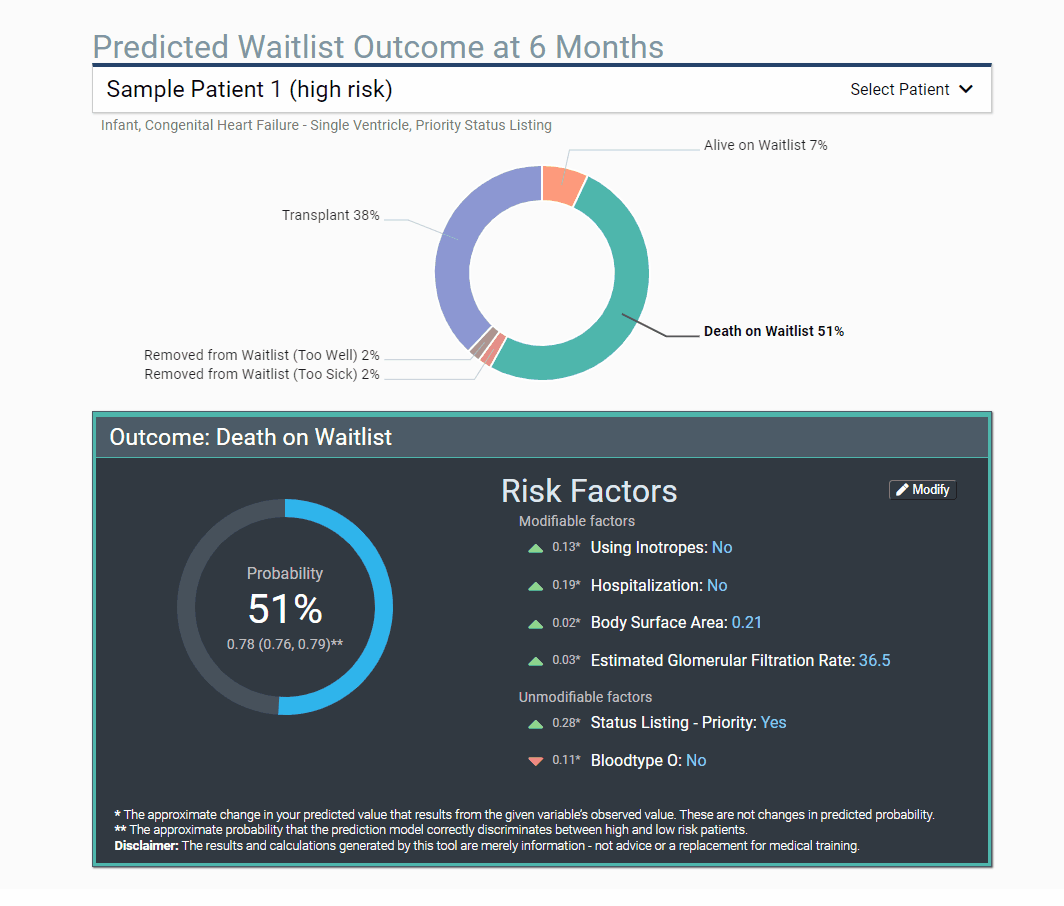 Predicted Waitlist Outcome at 6 Months
Sample Patient 1 (high risk)
Select Patient
Infant, Congenital Heart Failure - Single Ventricle, Priority Status Listing
Alive on Waitlist 7%
Transplant 38%
Death on Waitlist 51%
Removed from Waitlist (Too Well) 2%
Removed from Waitlist (Too Sick) 2%
Outcome: Death on Waitlist
Probability
51%
0.78 (0.76, 0.79)**
Risk Factors
Modify
Modifiable factors
0.13* Using Inotropes: No
0.19* Hospitalization: No
0.02* Body Surface Area: 0.21
0.03* Estimated Glomerular Filtration Rate: 36.5
Unmodifiable factors
0.28* Status Listing - Priority: Yes
0.11* Bloodtype O: No
* The approximate change in your predicted value that results from the given variable's observed value. These are not changes in predicted probability.
** The approximate probability that the prediction model correctly discriminates between high and low risk patients.
Disclaimer: The results and calculations generated by this tool are merely information - not advice or a replacement for medical training.